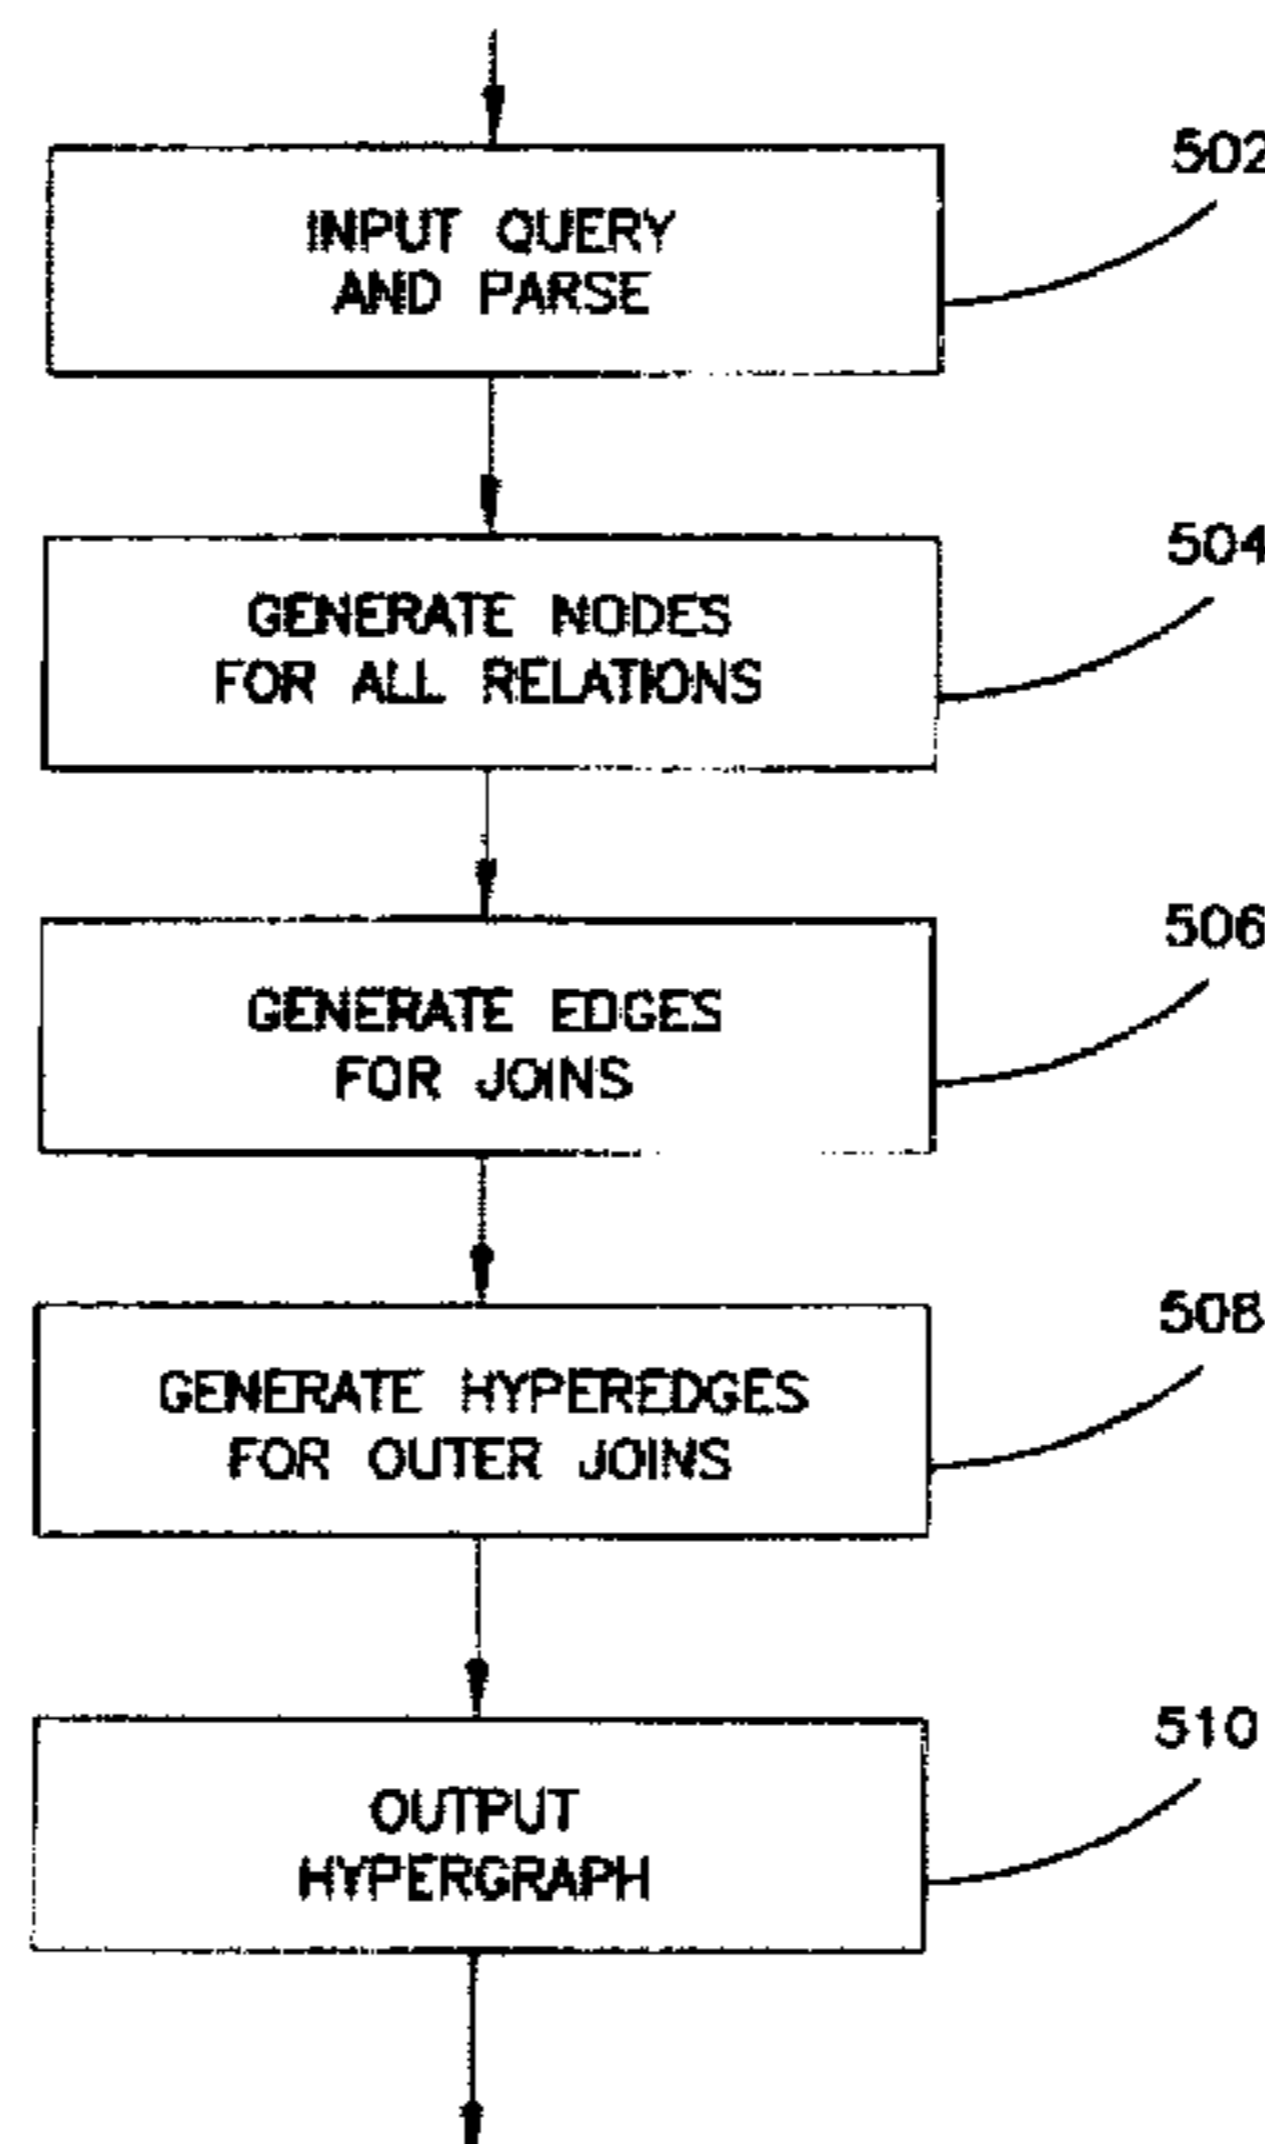 502
INPUT QUERY
AND PARSE
504
GENERATE NODES
FOR ALL RELATIONS
506
GENERATE EDGES
FOR JOINS
508
GENERATE HYPEREDGES
FOR OUTER JOINS
510
OUTPUT
HYPERGRAPH